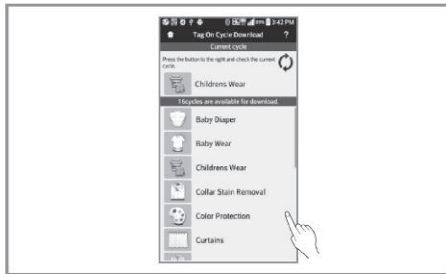 3:42 PM
Tag On Cycle Download ?
Current cycle
Press the button to the right and check the current
cycle.
Childrens Wear
16cycles are available for download.
Baby Diaper
Baby Wear
Childrens Wear
Collar Stain Removal
Color Protection
Curtains